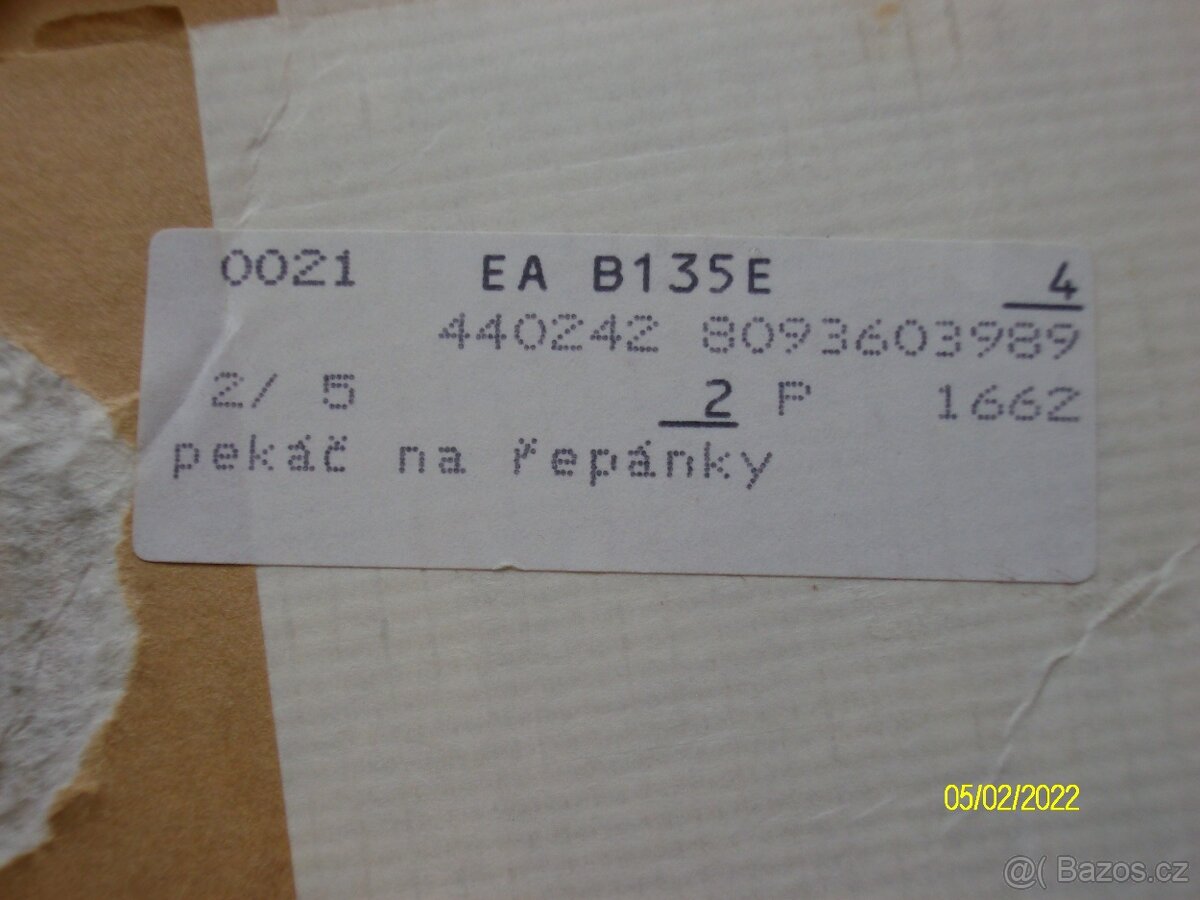 0021 EA B135E 4
440242 8093603989
2/ 5 2 P 1662
pekáč na řepánky
05/02/2022
@( Bazos.cz